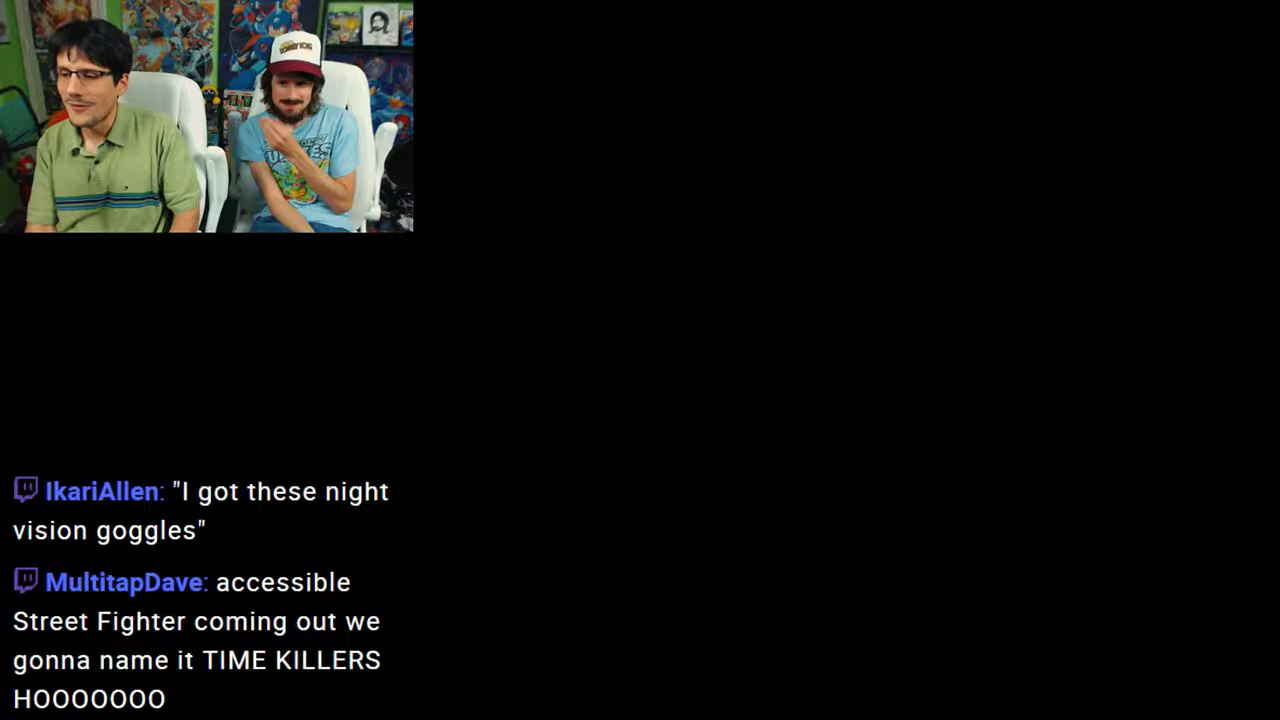 IkariAllen: "I got these night
vision goggles"
MultitapDave: accessible
Street Fighter coming out we
gonna name it TIME KILLERS
HOOOOOOO